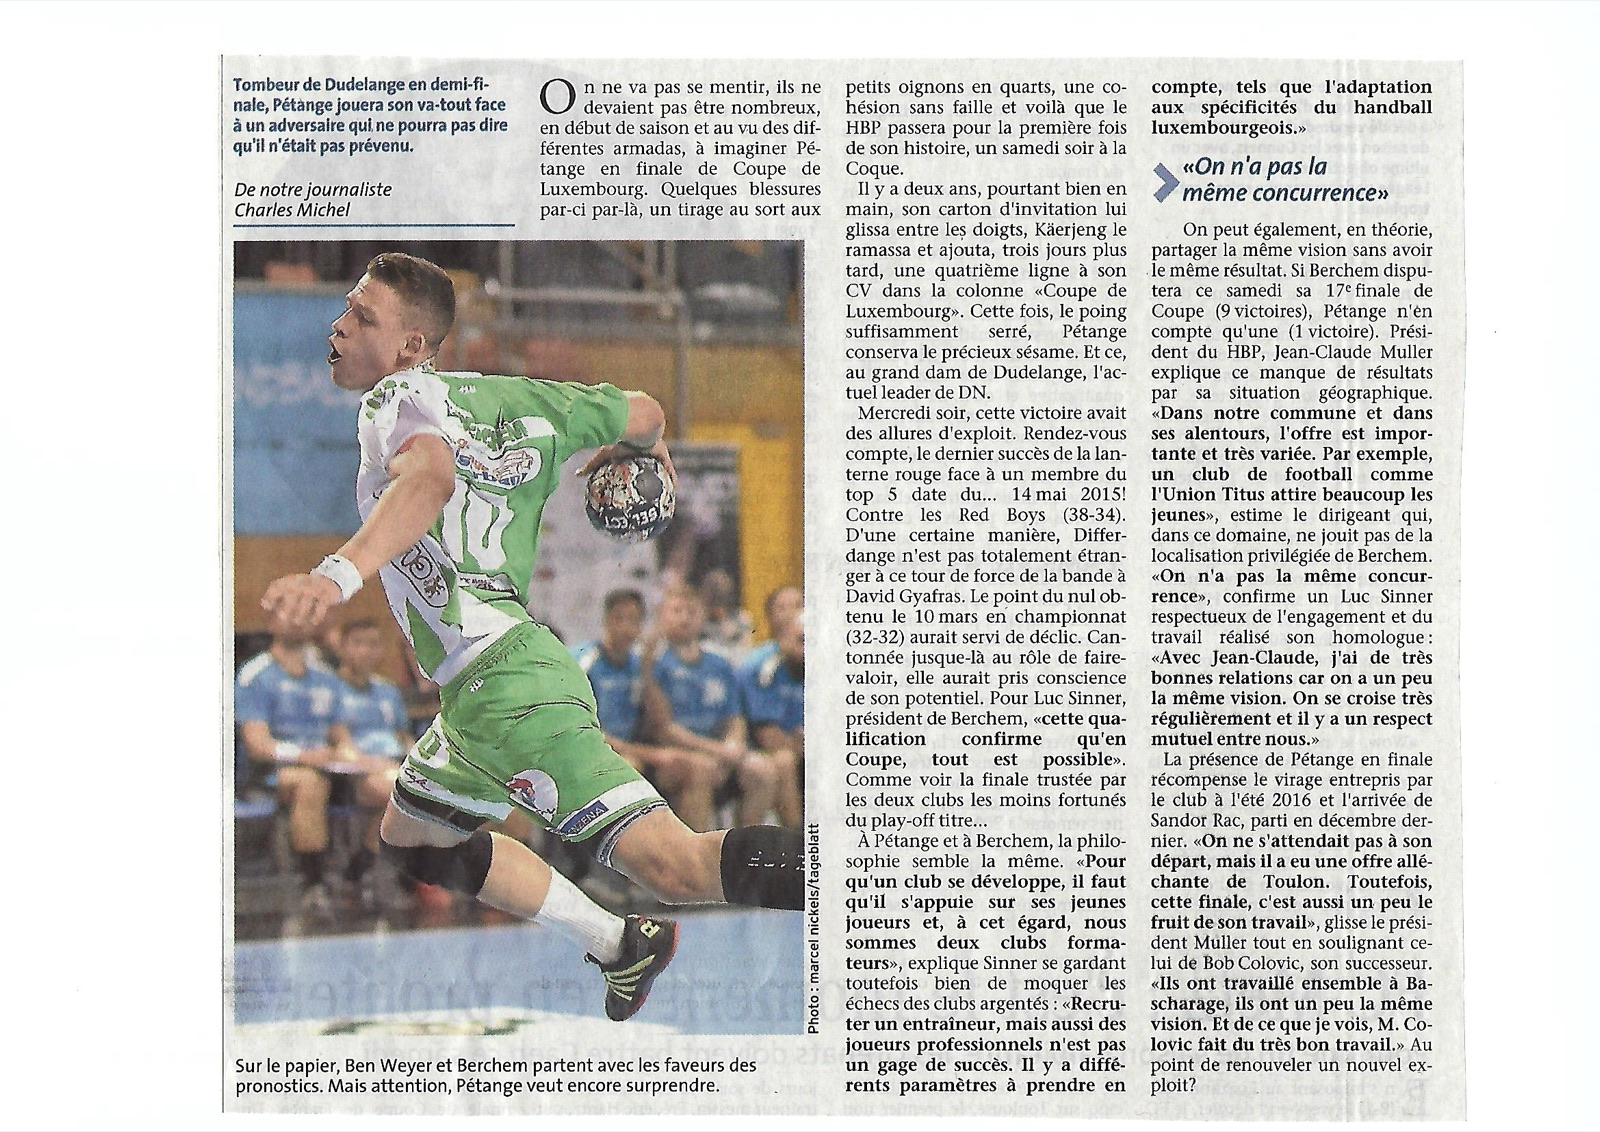 Tombeur de Dudelange en demi-fi-
nale, Pétange jouera son va-tout face
à un adversaire qui ne pourra pas dire
qu'il n'était pas prévenu.
De notre journaliste
Charles Michel
On ne va pas se mentir, ils ne
devaient pas être nombreux,
en début de saison et au vu des dif-
férentes armadas, à imaginer Pé-
tange en finale de Coupe de
Luxembourg. Quelques blessures
par-ci par-là, un tirage au sort aux
petits oignons en quarts, une co-
hésion sans faille et voilà que le
HBP passera pour la première fois
de son histoire, un samedi soir à la
Coque.
Il y a deux ans, pourtant bien en
main, son carton d'invitation lui
glissa entre les doigts, Käerjeng le
ramassa et ajouta, trois jours plus
tard, une quatrième ligne à son
CV dans la colonne «Coupe de
Luxembourg». Cette fois, le poing
suffisamment serré, Pétange
conserva le précieux sésame. Et ce,
au grand dam de Dudelange, l'ac-
tuel leader de DN.
Mercredi soir, cette victoire avait
des allures d'exploit. Rendez-vous
compte, le dernier succès de la lan-
terne rouge face à un membre du
top 5 date du... 14 mai 2015!
Contre les Red Boys (38-34).
D'une certaine manière, Differ-
dange n'est pas totalement étran-
ger à ce tour de force de la bande à
David Gyafras. Le point du nul ob-
tenu le 10 mars en championnat
(32-32) aurait servi de déclic. Can-
tonnée jusque-là au rôle de faire-
valoir, elle aurait pris conscience
de son potentiel. Pour Luc Sinner,
président de Berchem, «cette qua-
lification confirme qu'en
Coupe, tout est possible».
Comme voir la finale trustée par
les deux clubs les moins fortunés
du play-off titre...
À Pétange et à Berchem, la philo-
sophie semble la même. «Pour
qu'un club se développe, il faut
qu'il s'appuie sur ses jeunes
joueurs et, à cet égard, nous
sommes deux clubs forma-
teurs», explique Sinner se gardant
toutefois bien de moquer les
échecs des clubs argentés : «Recru-
ter un entraîneur, mais aussi des
joueurs professionnels n'est pas
un gage de succès. Il y a diffé-
rents paramètres à prendre en
compte, tels que l'adaptation
aux spécificités du handball
luxembourgeois.»
«On n'a pas la
même concurrence»
On peut également, en théorie,
partager la même vision sans avoir
le même résultat. Si Berchem dispu-
tera ce samedi sa 17e finale de
Coupe (9 victoires), Pétange n'en
compte qu'une (1 victoire). Prési-
dent du HBP, Jean-Claude Muller
explique ce manque de résultats
par sa situation géographique.
«Dans notre commune et dans
ses alentours, l'offre est impor-
tante et très variée. Par exemple,
un club de football comme
l'Union Titus attire beaucoup les
jeunes», estime le dirigeant qui,
dans ce domaine, ne jouit pas de la
localisation privilégiée de Berchem.
«On n'a pas la même concur-
rence», confirme un Luc Sinner
respectueux de l'engagement et du
travail réalisé son homologue :
«Avec Jean-Claude, j'ai de très
bonnes relations car on a un peu
la même vision. On se croise très
régulièrement et il y a un respect
mutuel entre nous.»
La présence de Pétange en finale
récompense le virage entrepris par
le club à l'été 2016 et l'arrivée de
Sandor Rac, parti en décembre der-
nier. «On ne s'attendait pas à son
départ, mais il a eu une offre allé-
chante de Toulon. Toutefois,
cette finale, c'est aussi un peu le
fruit de son travail», glisse le prési-
dent Muller tout en soulignant ce-
lui de Bob Colovic, son successeur.
«Ils ont travaillé ensemble à Ba-
scharage, ils ont un peu la même
vision. Et de ce que je vois, M. Co-
lovic fait du très bon travail.» Au
point de renouveler un nouvel ex-
ploit?
Photo : marcel nickels/tageblatt
Sur le papier, Ben Weyer et Berchem partent avec les faveurs des
pronostics. Mais attention, Pétange veut encore surprendre.